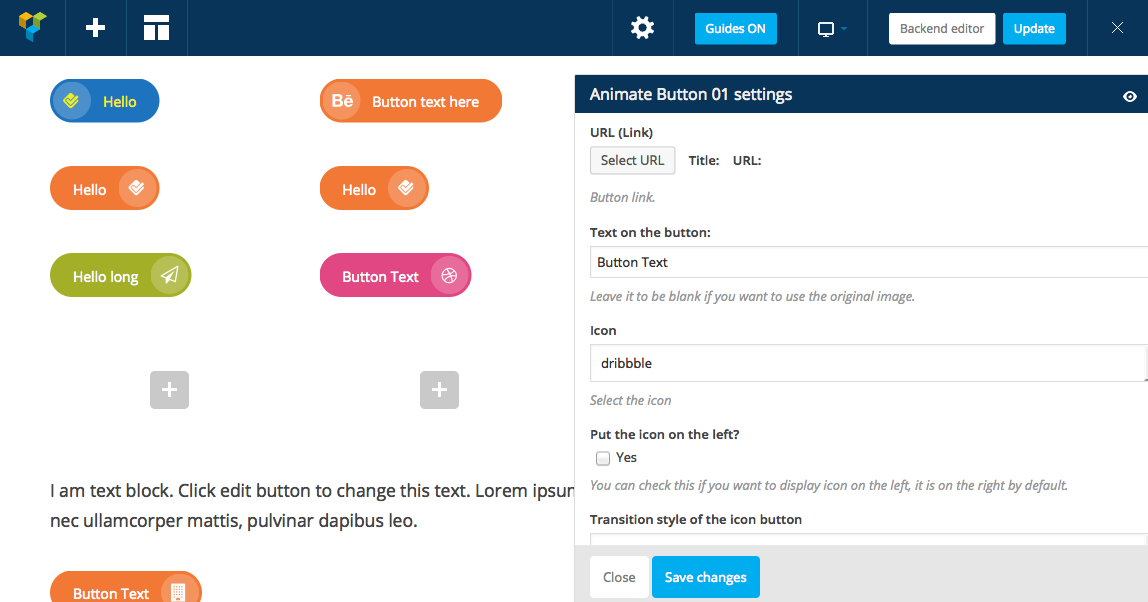 Guides ON
Backend editor
Update
Hello
Bē Button text here
Hello
Hello
Hello long
Button Text
I am text block. Click edit button to change this text. Lorem ipsum
nec ullamcorper mattis, pulvinar dapibus leo.
Button Text
Animate Button 01 settings
URL (Link)
Select URL Title: URL:
Button link.
Text on the button:
Button Text
Leave it to be blank if you want to use the original image.
Icon
dribbble
Select the icon
Put the icon on the left?
Yes
You can check this if you want to display icon on the left, it is on the right by default.
Transition style of the icon button
Close
Save changes